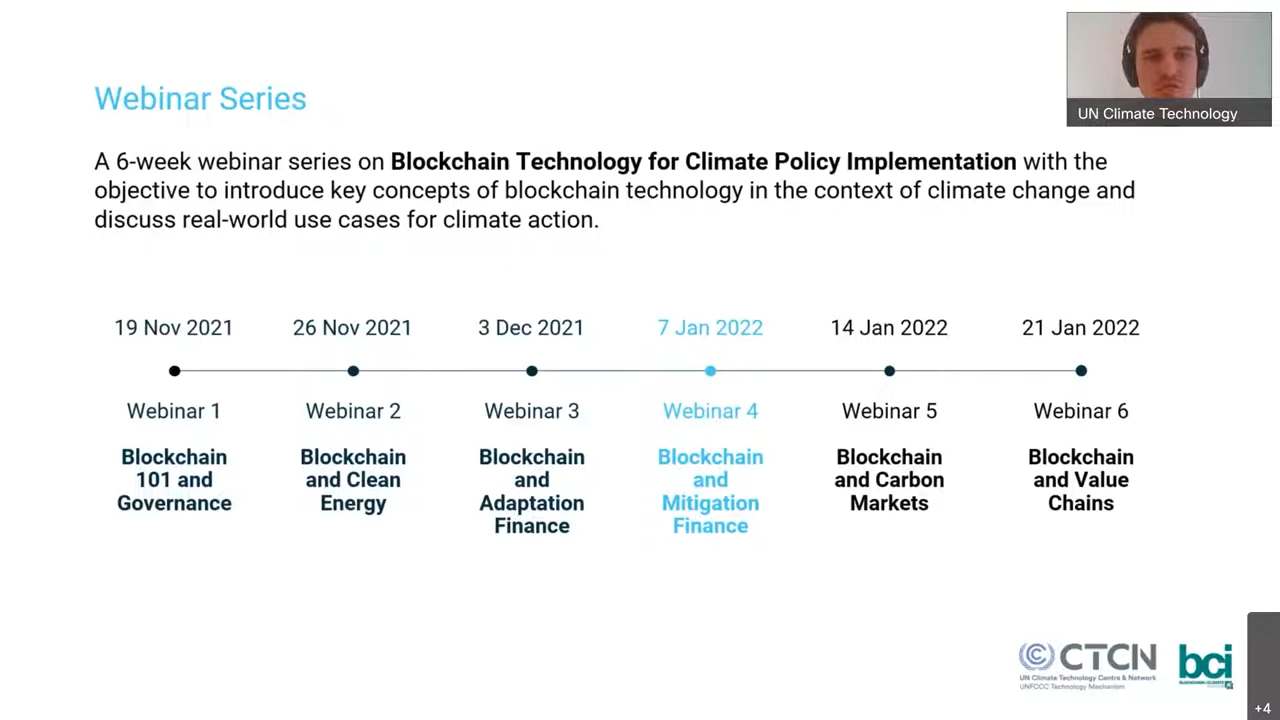 Webinar Series
UN Climate Technology
A 6-week webinar series on Blockchain Technology for Climate Policy Implementation with the
objective to introduce key concepts of blockchain technology in the context of climate change and
discuss real-world use cases for climate action.
19 Nov 2021
26 Nov 2021
3 Dec 2021
7 Jan 2022
14 Jan 2022
21 Jan 2022
Webinar 1
Blockchain
101 and
Governance
Webinar 2
Blockchain
and Clean
Energy
Webinar 3
Blockchain
and
Adaptation
Finance
Webinar 4
Blockchain
and
Mitigation
Finance
Webinar 5
Blockchain
and Carbon
Markets
Webinar 6
Blockchain
and Value
Chains
CTCN
UN Climate Technology Centre & Network
UNFCCC Technology Mechanism
bci
BLOCKCHAIN CLIMATE
+4